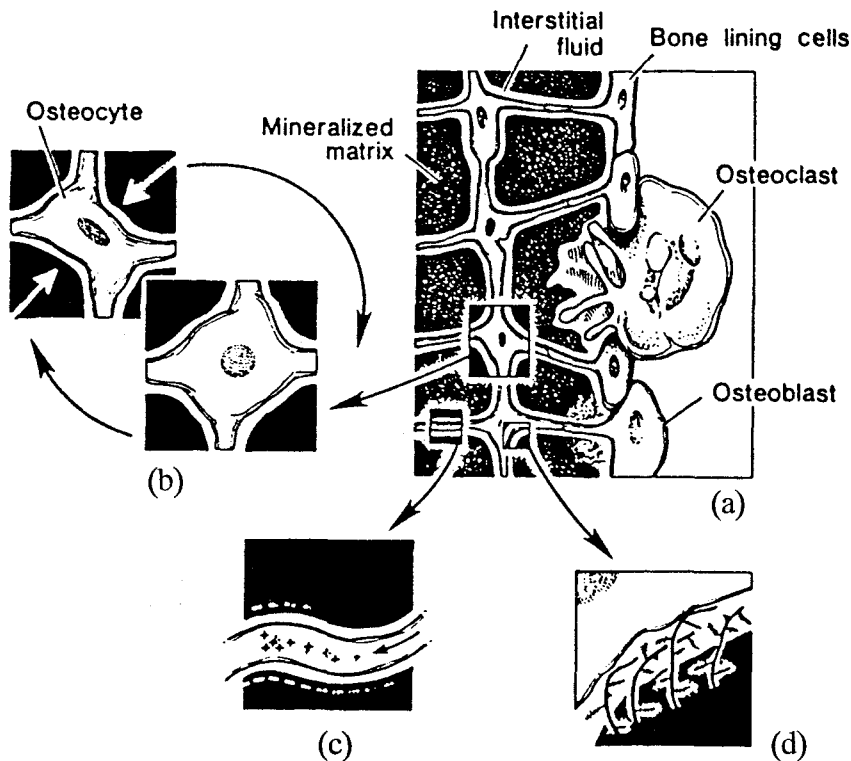 Interstitial
fluid
Bone lining cells
Osteocyte
Mineralized
matrix
Osteoclast
Osteoblast
(b)
(a)
(c)
(d)